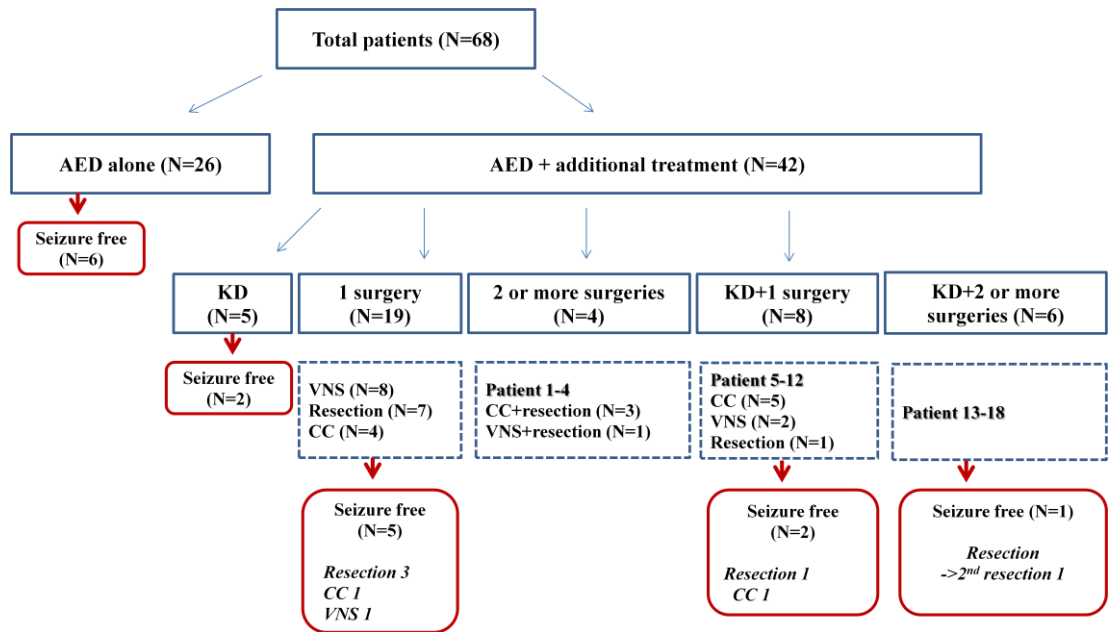 Total patients (N=68)
AED alone (N=26)
AED + additional treatment (N=42)
Seizure free
(N=6)
KD
(N=5)
1 surgery
(N=19)
2 or more surgeries
(N=4)
KD+1 surgery
(N=8)
KD+2 or more
surgeries (N=6)
Seizure free
(N=2)
VNS (N=8)
Resection (N=7)
CC (N=4)
Patient 1-4
CC+resection (N=3)
VNS+resection (N=1)
Patient 5-12
CC (N=5)
VNS (N=2)
Resection (N=1)
Patient 13-18
Seizure free
(N=5)
Resection 3
CC 1
VNS 1
Seizure free
(N=2)
Resection 1
CC 1
Seizure free (N=1)
Resection
->2nd resection 1